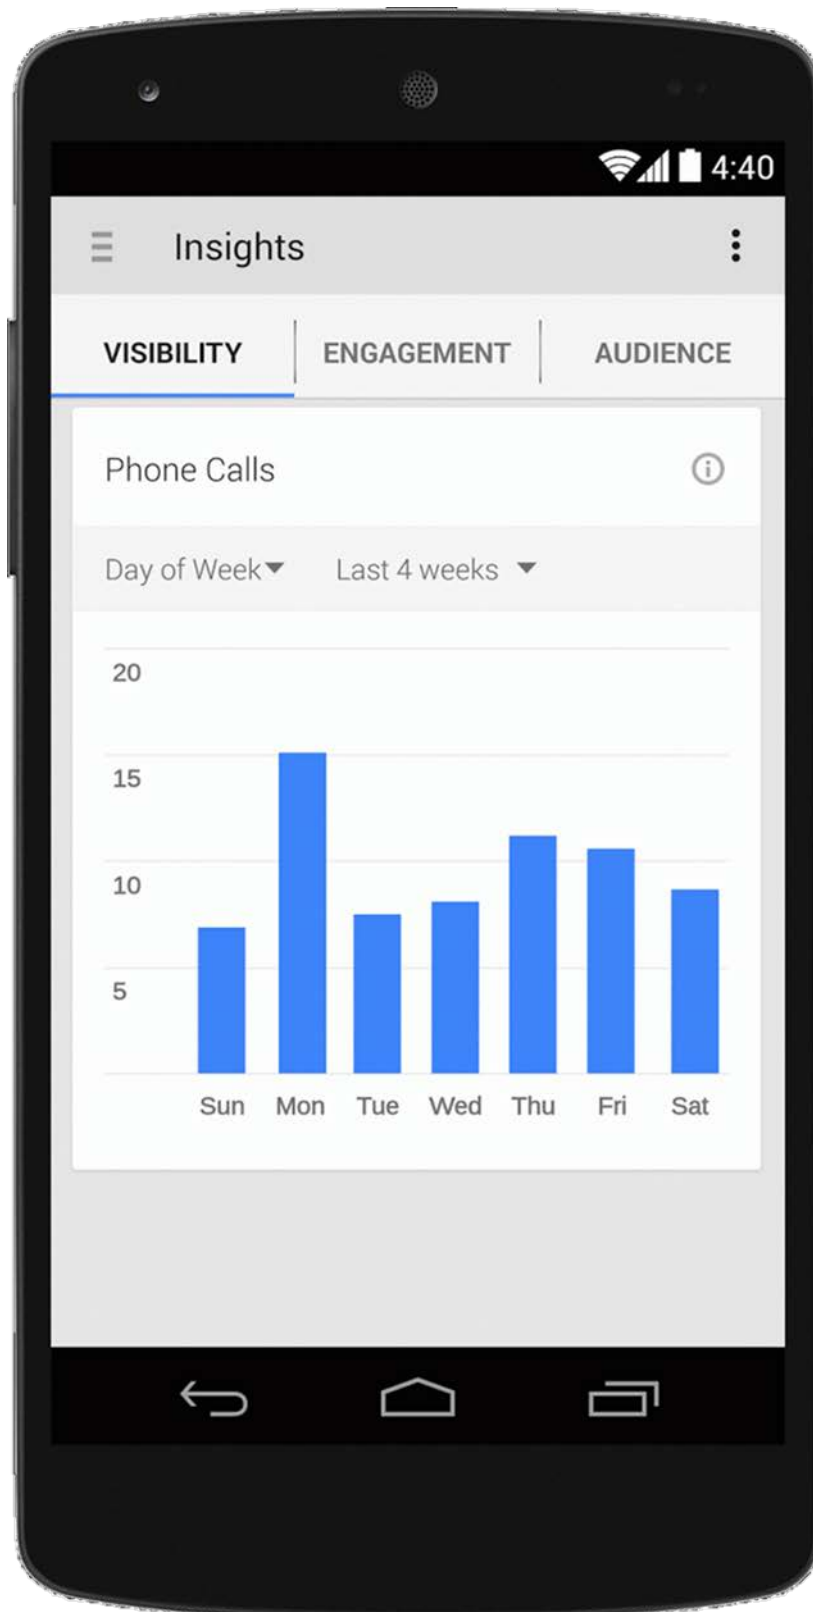 4:40
Insights
VISIBILITY ENGAGEMENT AUDIENCE
Phone Calls
Day of Week Last 4 weeks
20
15
10
5
Sun Mon Tue Wed Thu Fri Sat